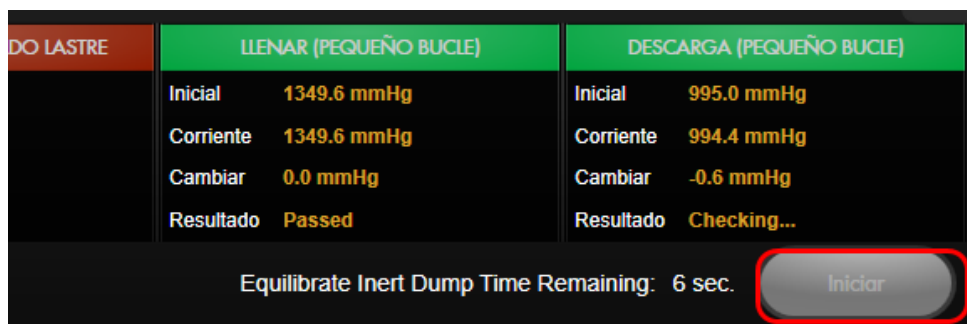 DO LASTRE LLENAR (PEQUEÑO BUCLE) DESCARGA (PEQUEÑO BUCLE)
Inicial 1349.6 mmHg Inicial 995.0 mmHg
Corriente 1349.6 mmHg Corriente 994.4 mmHg
Cambiar 0.0 mmHg Cambiar -0.6 mmHg
Resultado Passed Resultado Checking...
Equilibrate Inert Dump Time Remaining: 6 sec. Iniciar